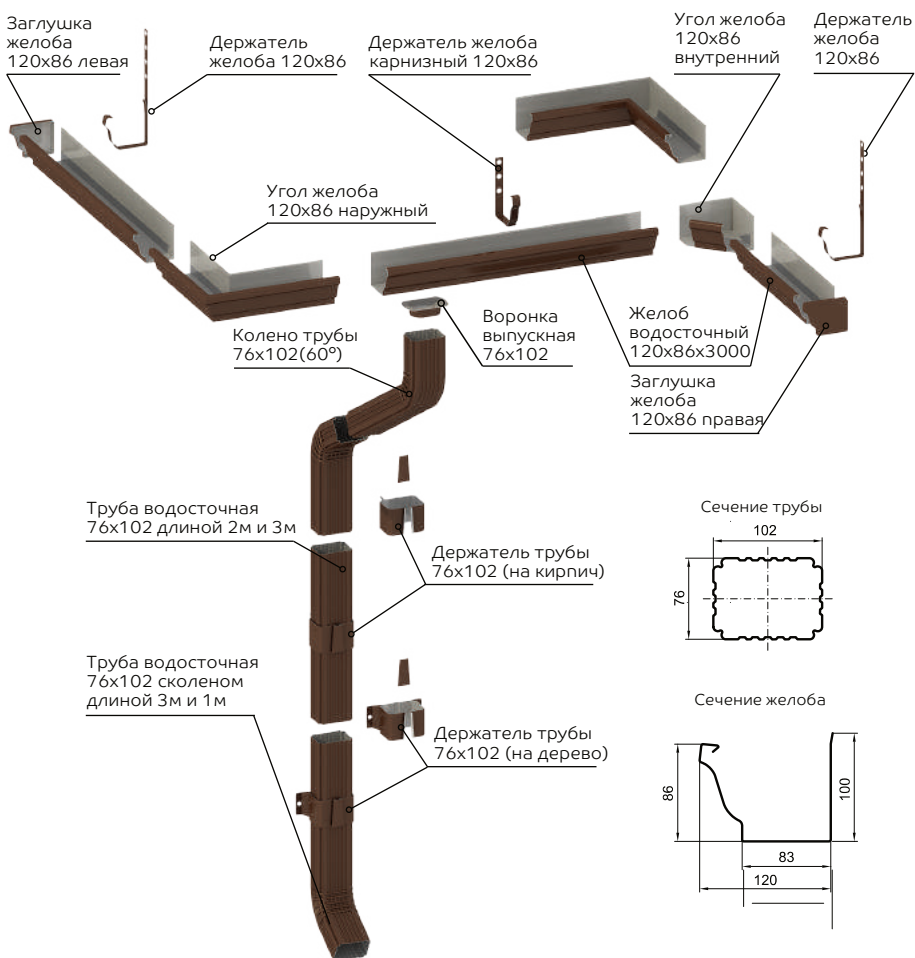 Заглушка
желоба
120х86 левая
Держатель
желоба 120х86
Держатель желоба
карнизный 120х86
Угол желоба
120х86
внутренний
Держатель
желоба
120х86
Угол желоба
120х86 наружный
Колено трубы
76х102(60º)
Воронка
выпускная
76х102
Желоб
водосточный
120х86х3000
Заглушка
желоба
120х86 правая
Труба водосточная
76х102 длиной 2м и 3м
Держатель трубы
76х102 (на кирпич)
Сечение трубы
102
76
Труба водосточная
76х102 сколеном
длиной 3м и 1м
Держатель трубы
76х102 (на дерево)
Сечение желоба
86
100
83
120